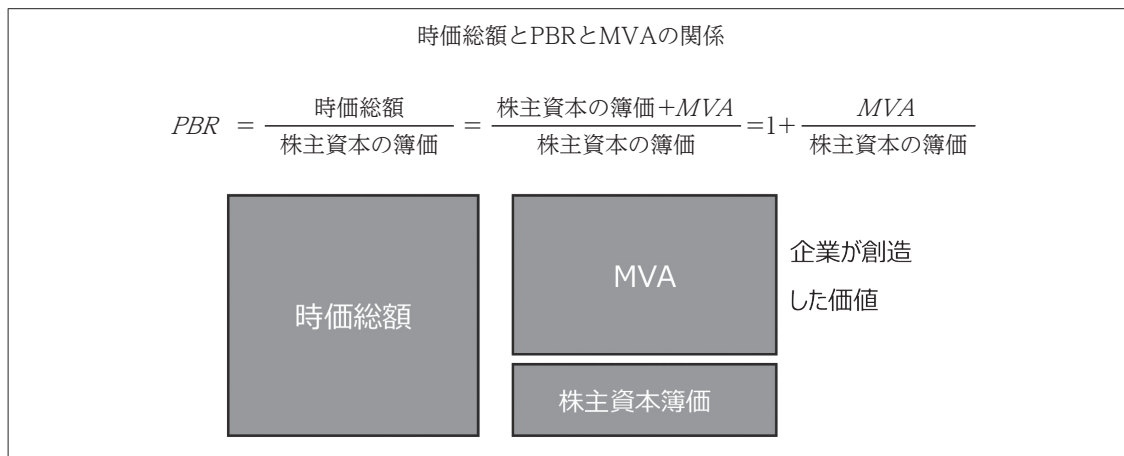 時価総額とPBRとMVAの関係
PBR = 時価総額/株主資本の簿価 = 株主資本の簿価+MVA/株主資本の簿価 =1+ MVA/株主資本の簿価
時価総額
MVA
企業が創造
した価値
株主資本簿価